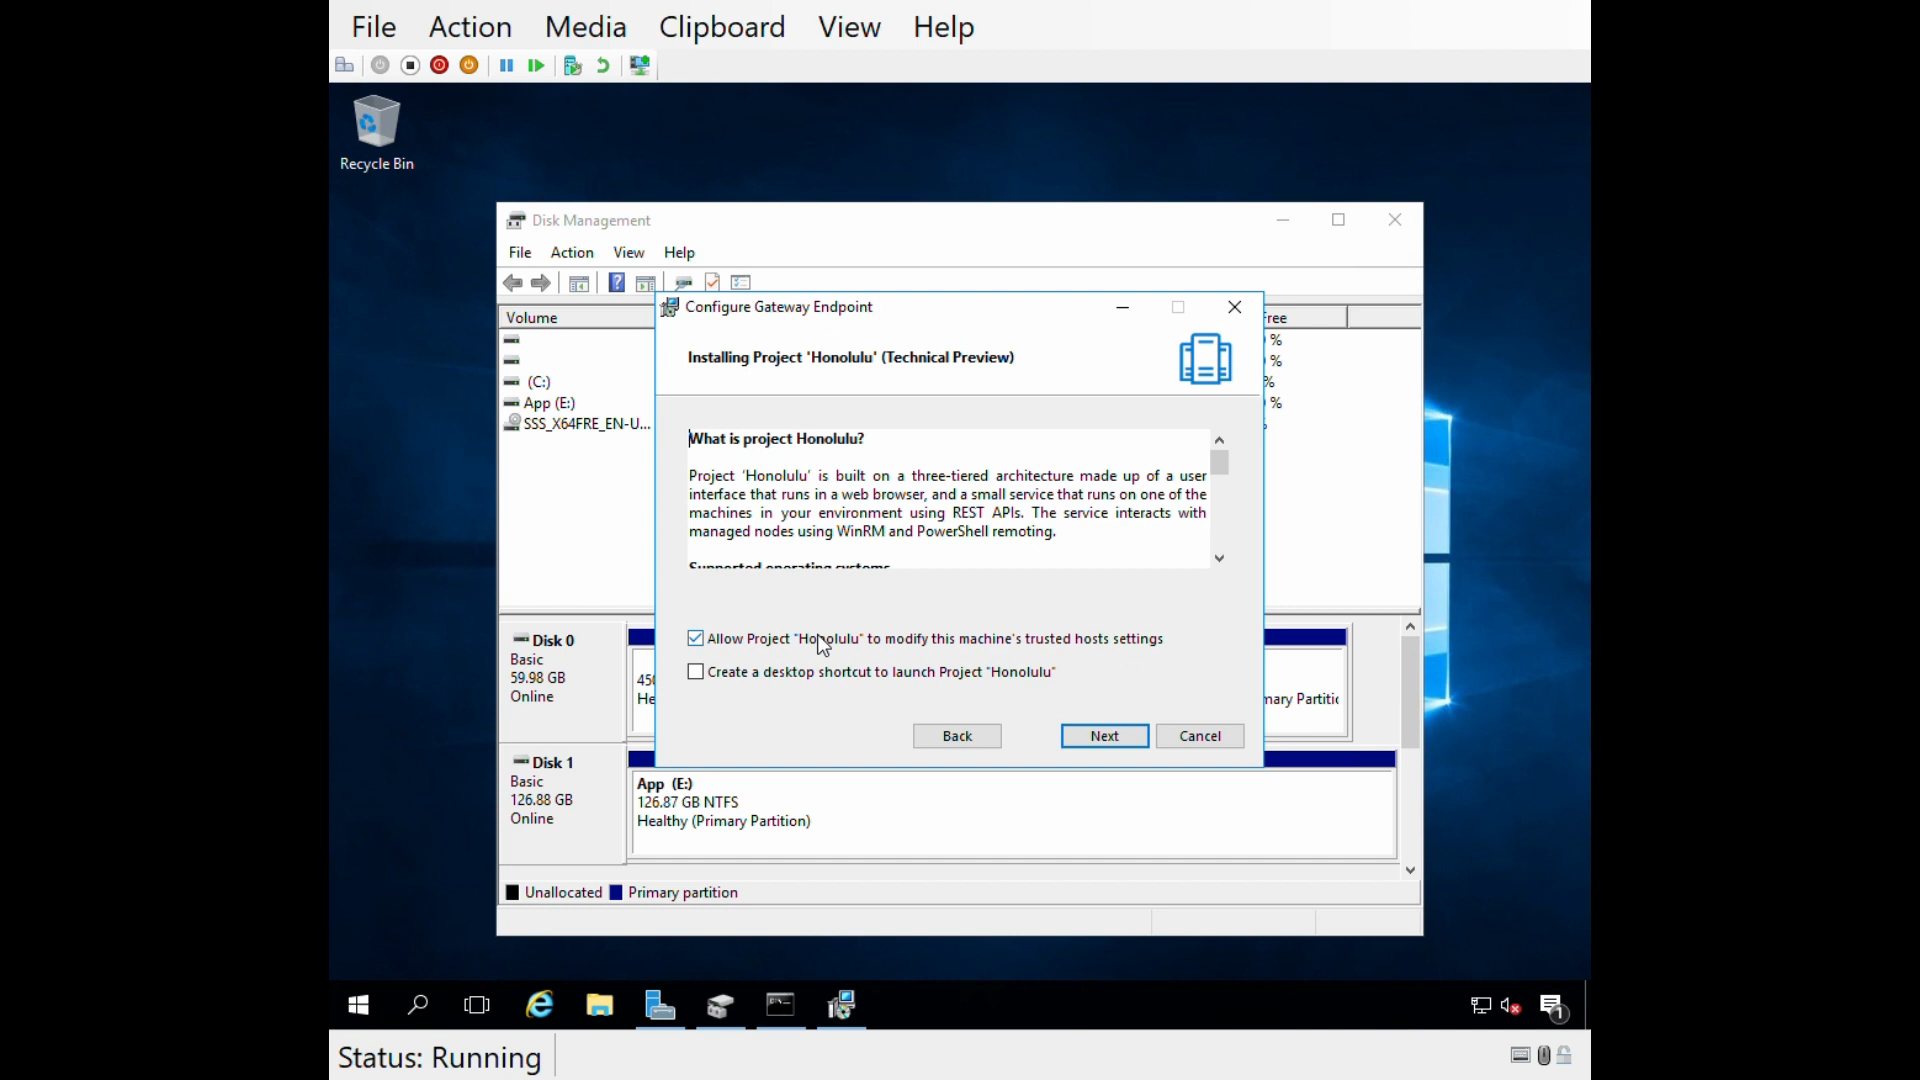 File Action Media Clipboard View Help
Recycle Bin
Disk Management
File Action View Help
Configure Gateway Endpoint
Volume
Installing Project 'Honolulu' (Technical Preview)
(C:)
App (E:)
SSS_X64FRE_EN-U...
What is project Honolulu?
Project 'Honolulu' is built on a three-tiered architecture made up of a user
interface that runs in a web browser, and a small service that runs on one of the
machines in your environment using REST APIs. The service interacts with
managed nodes using WinRM and PowerShell remoting.
Supported operating systems
Allow Project "Honolulu" to modify this machine's trusted hosts settings
Create a desktop shortcut to launch Project "Honolulu"
Back Next Cancel
Disk 0
Basic
59.98 GB
Online
Disk 1
Basic
126.88 GB
Online
App (E:)
126.87 GB NTFS
Healthy (Primary Partition)
Unallocated Primary partition
1
Status: Running